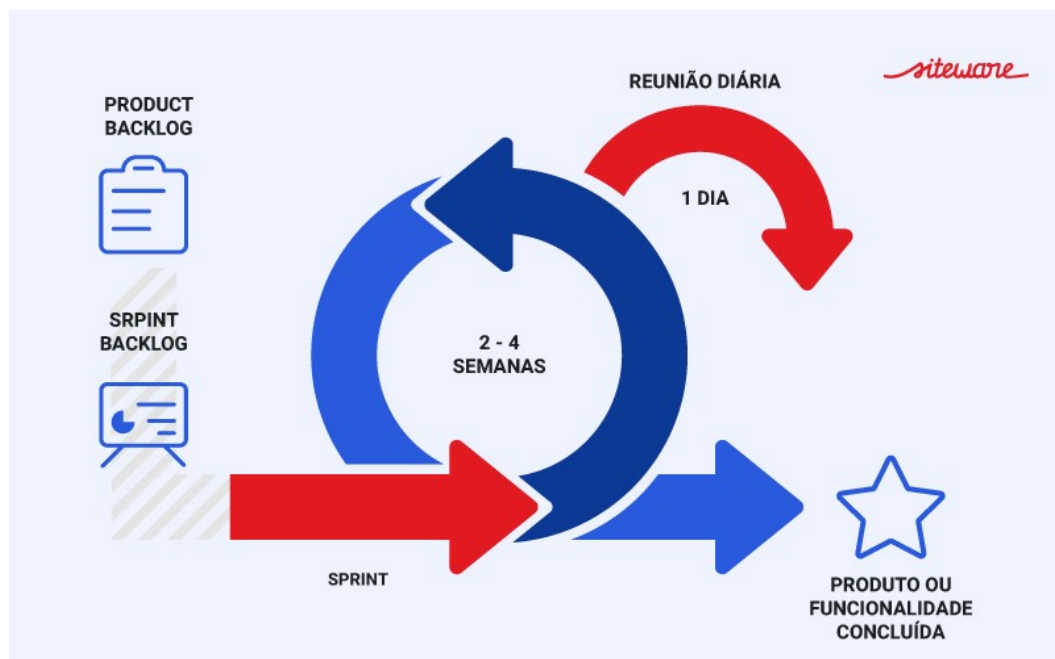 siteware
REUNIÃO DIÁRIA
PRODUCT
BACKLOG
1 DIA
SRPINT
BACKLOG
2 - 4
SEMANAS
SPRINT
PRODUTO OU
FUNCIONALIDADE
CONCLUÍDA